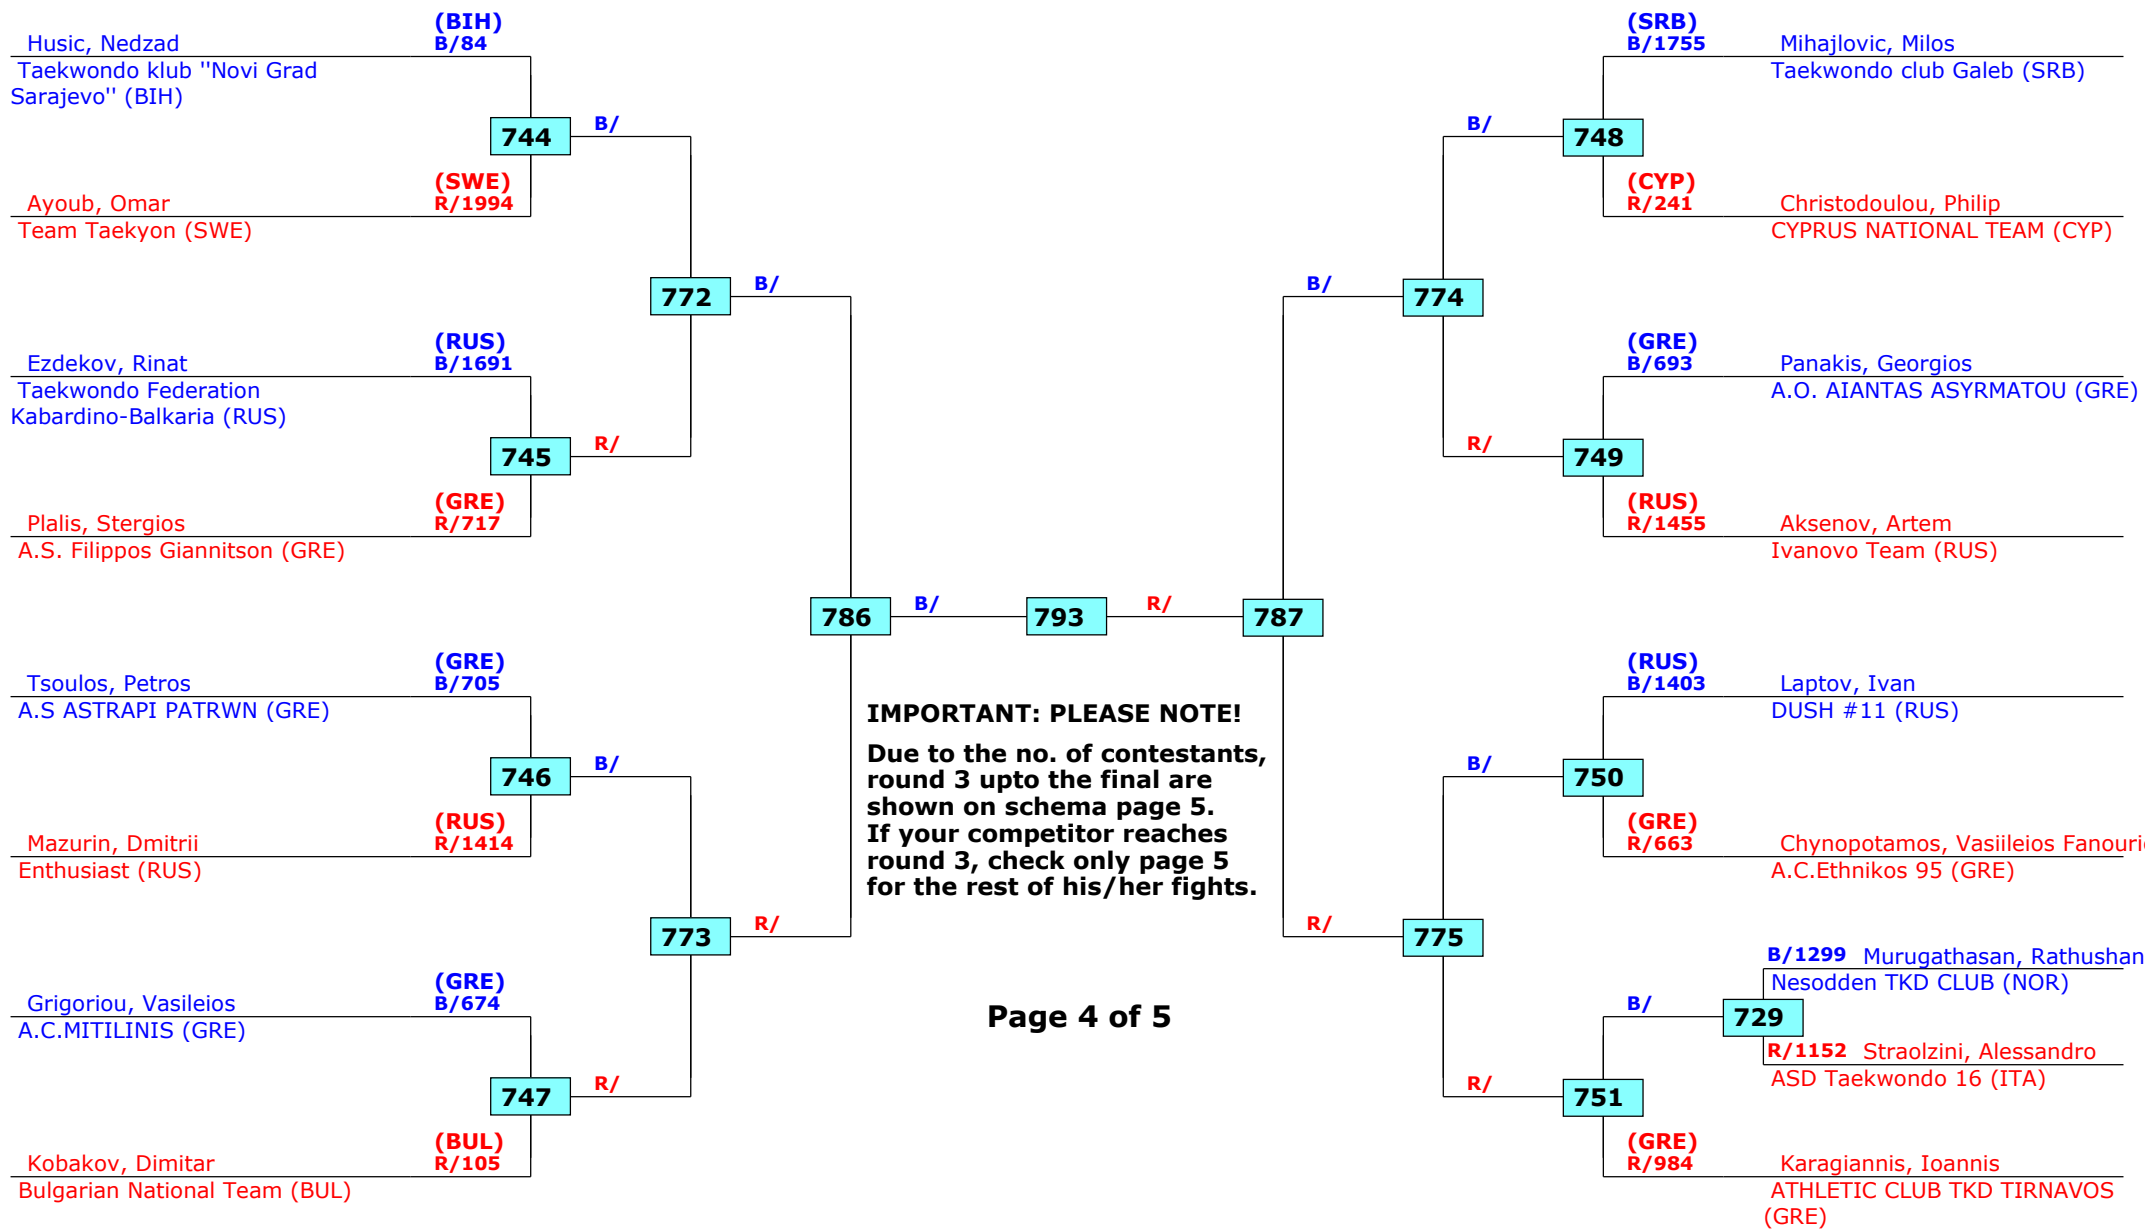 (BIH)
Husic, Nedzad B/84
Taekwondo klub "Novi Grad
Sarajevo" (BIH)
744 B/
(SWE)
Ayoub, Omar R/1994
Team Taekyon (SWE)
772 B/
(RUS)
Ezdekov, Rinat B/1691
Taekwondo Federation
Kabardino-Balkaria (RUS)
745 R/
(GRE)
Plalis, Stergios R/717
A.S. Filippos Giannitson (GRE)
786 B/ 793 R/ 787
(GRE)
Tsoulos, Petros B/705
A.S ASTRAPI PATRWN (GRE)
746 B/
(RUS)
Mazurin, Dmitrii R/1414
Enthusiast (RUS)
773 R/
(GRE)
Grigoriou, Vasileios B/674
A.C.MITILINIS (GRE)
747 R/
(BUL)
Kobakov, Dimitar R/105
Bulgarian National Team (BUL)
IMPORTANT: PLEASE NOTE!
Due to the no. of contestants,
round 3 upto the final are
shown on schema page 5.
If your competitor reaches
round 3, check only page 5
for the rest of his/her fights.
Page 4 of 5
(SRB)
B/1755 Mihajlovic, Milos
Taekwondo club Galeb (SRB)
B/ 748
(CYP)
R/241 Christodoulou, Philip
CYPRUS NATIONAL TEAM (CYP)
B/ 774
(GRE)
B/693 Panakis, Georgios
A.O. AIANTAS ASYRMATOU (GRE)
R/ 749
(RUS)
R/1455 Aksenov, Artem
Ivanovo Team (RUS)
(RUS)
B/1403 Laptov, Ivan
DUSH #11 (RUS)
B/ 750
(GRE)
R/663 Chynopotamos, Vasiileios
A.C.Ethnikos 95 (GRE)
R/ 775
B/1299 Murugathasan, Rathushan
Nesodden TKD CLUB (NOR)
B/ 729
R/1152 Straolzini, Alessandro
ASD Taekwondo 16 (ITA)
R/ 751
(GRE)
R/984 Karagiannis, Ioannis
ATHLETIC CLUB TKD TIRNAVOS
(GRE)